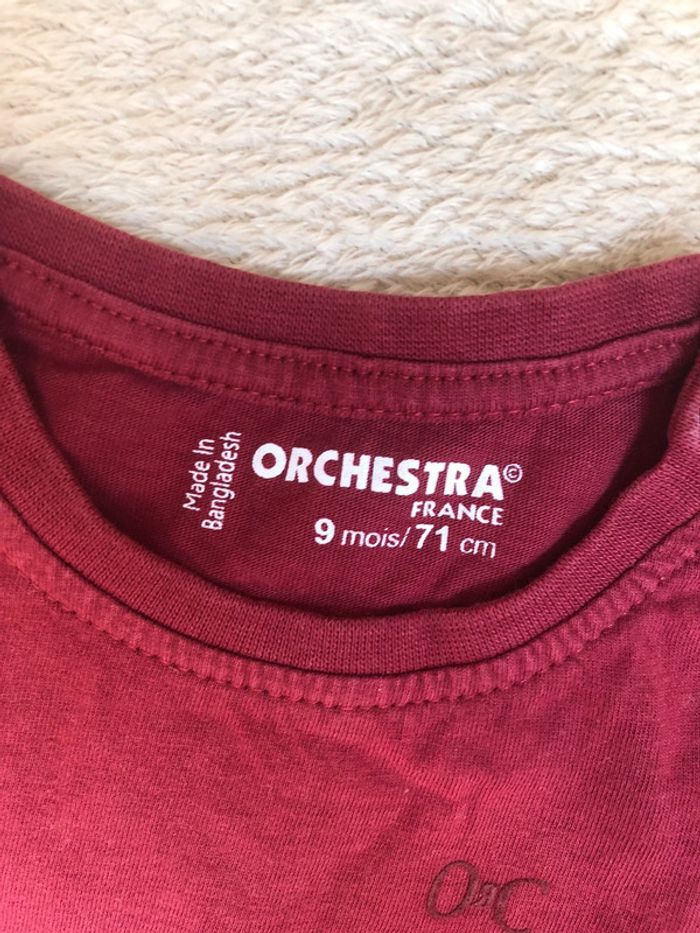 Made In
Bangladesh
ORCHESTRA©
FRANCE
9 mois/71 cm